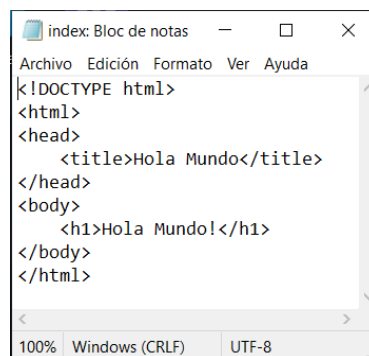 index: Bloc de notas
Archivo Edición Formato Ver Ayuda
<!DOCTYPE html>
<html>
<head>
    <title>Hola Mundo</title>
</head>
<body>
    <h1>Hola Mundo!</h1>
</body>
</html>
100% Windows (CRLF) UTF-8